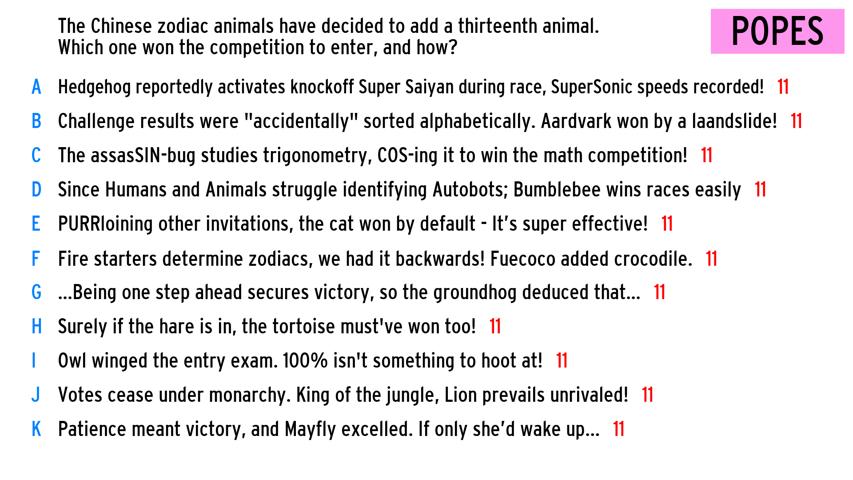 The Chinese zodiac animals have decided to add a thirteenth animal.
Which one won the competition to enter, and how?
POPES
A Hedgehog reportedly activates knockoff Super Saiyan during race, SuperSonic speeds recorded! 11
B Challenge results were "accidentally" sorted alphabetically. Aardvark won by a laandslide! 11
C The assasSIN-bug studies trigonometry, COS-ing it to win the math competition! 11
D Since Humans and Animals struggle identifying Autobots; Bumblebee wins races easily 11
E PURRloining other invitations, the cat won by default - It’s super effective! 11
F Fire starters determine zodiacs, we had it backwards! Fuecoco added crocodile. 11
G ...Being one step ahead secures victory, so the groundhog deduced that... 11
H Surely if the hare is in, the tortoise must've won too! 11
I Owl winged the entry exam. 100% isn't something to hoot at! 11
J Votes cease under monarchy. King of the jungle, Lion prevails unrivaled! 11
K Patience meant victory, and Mayfly excelled. If only she’d wake up... 11